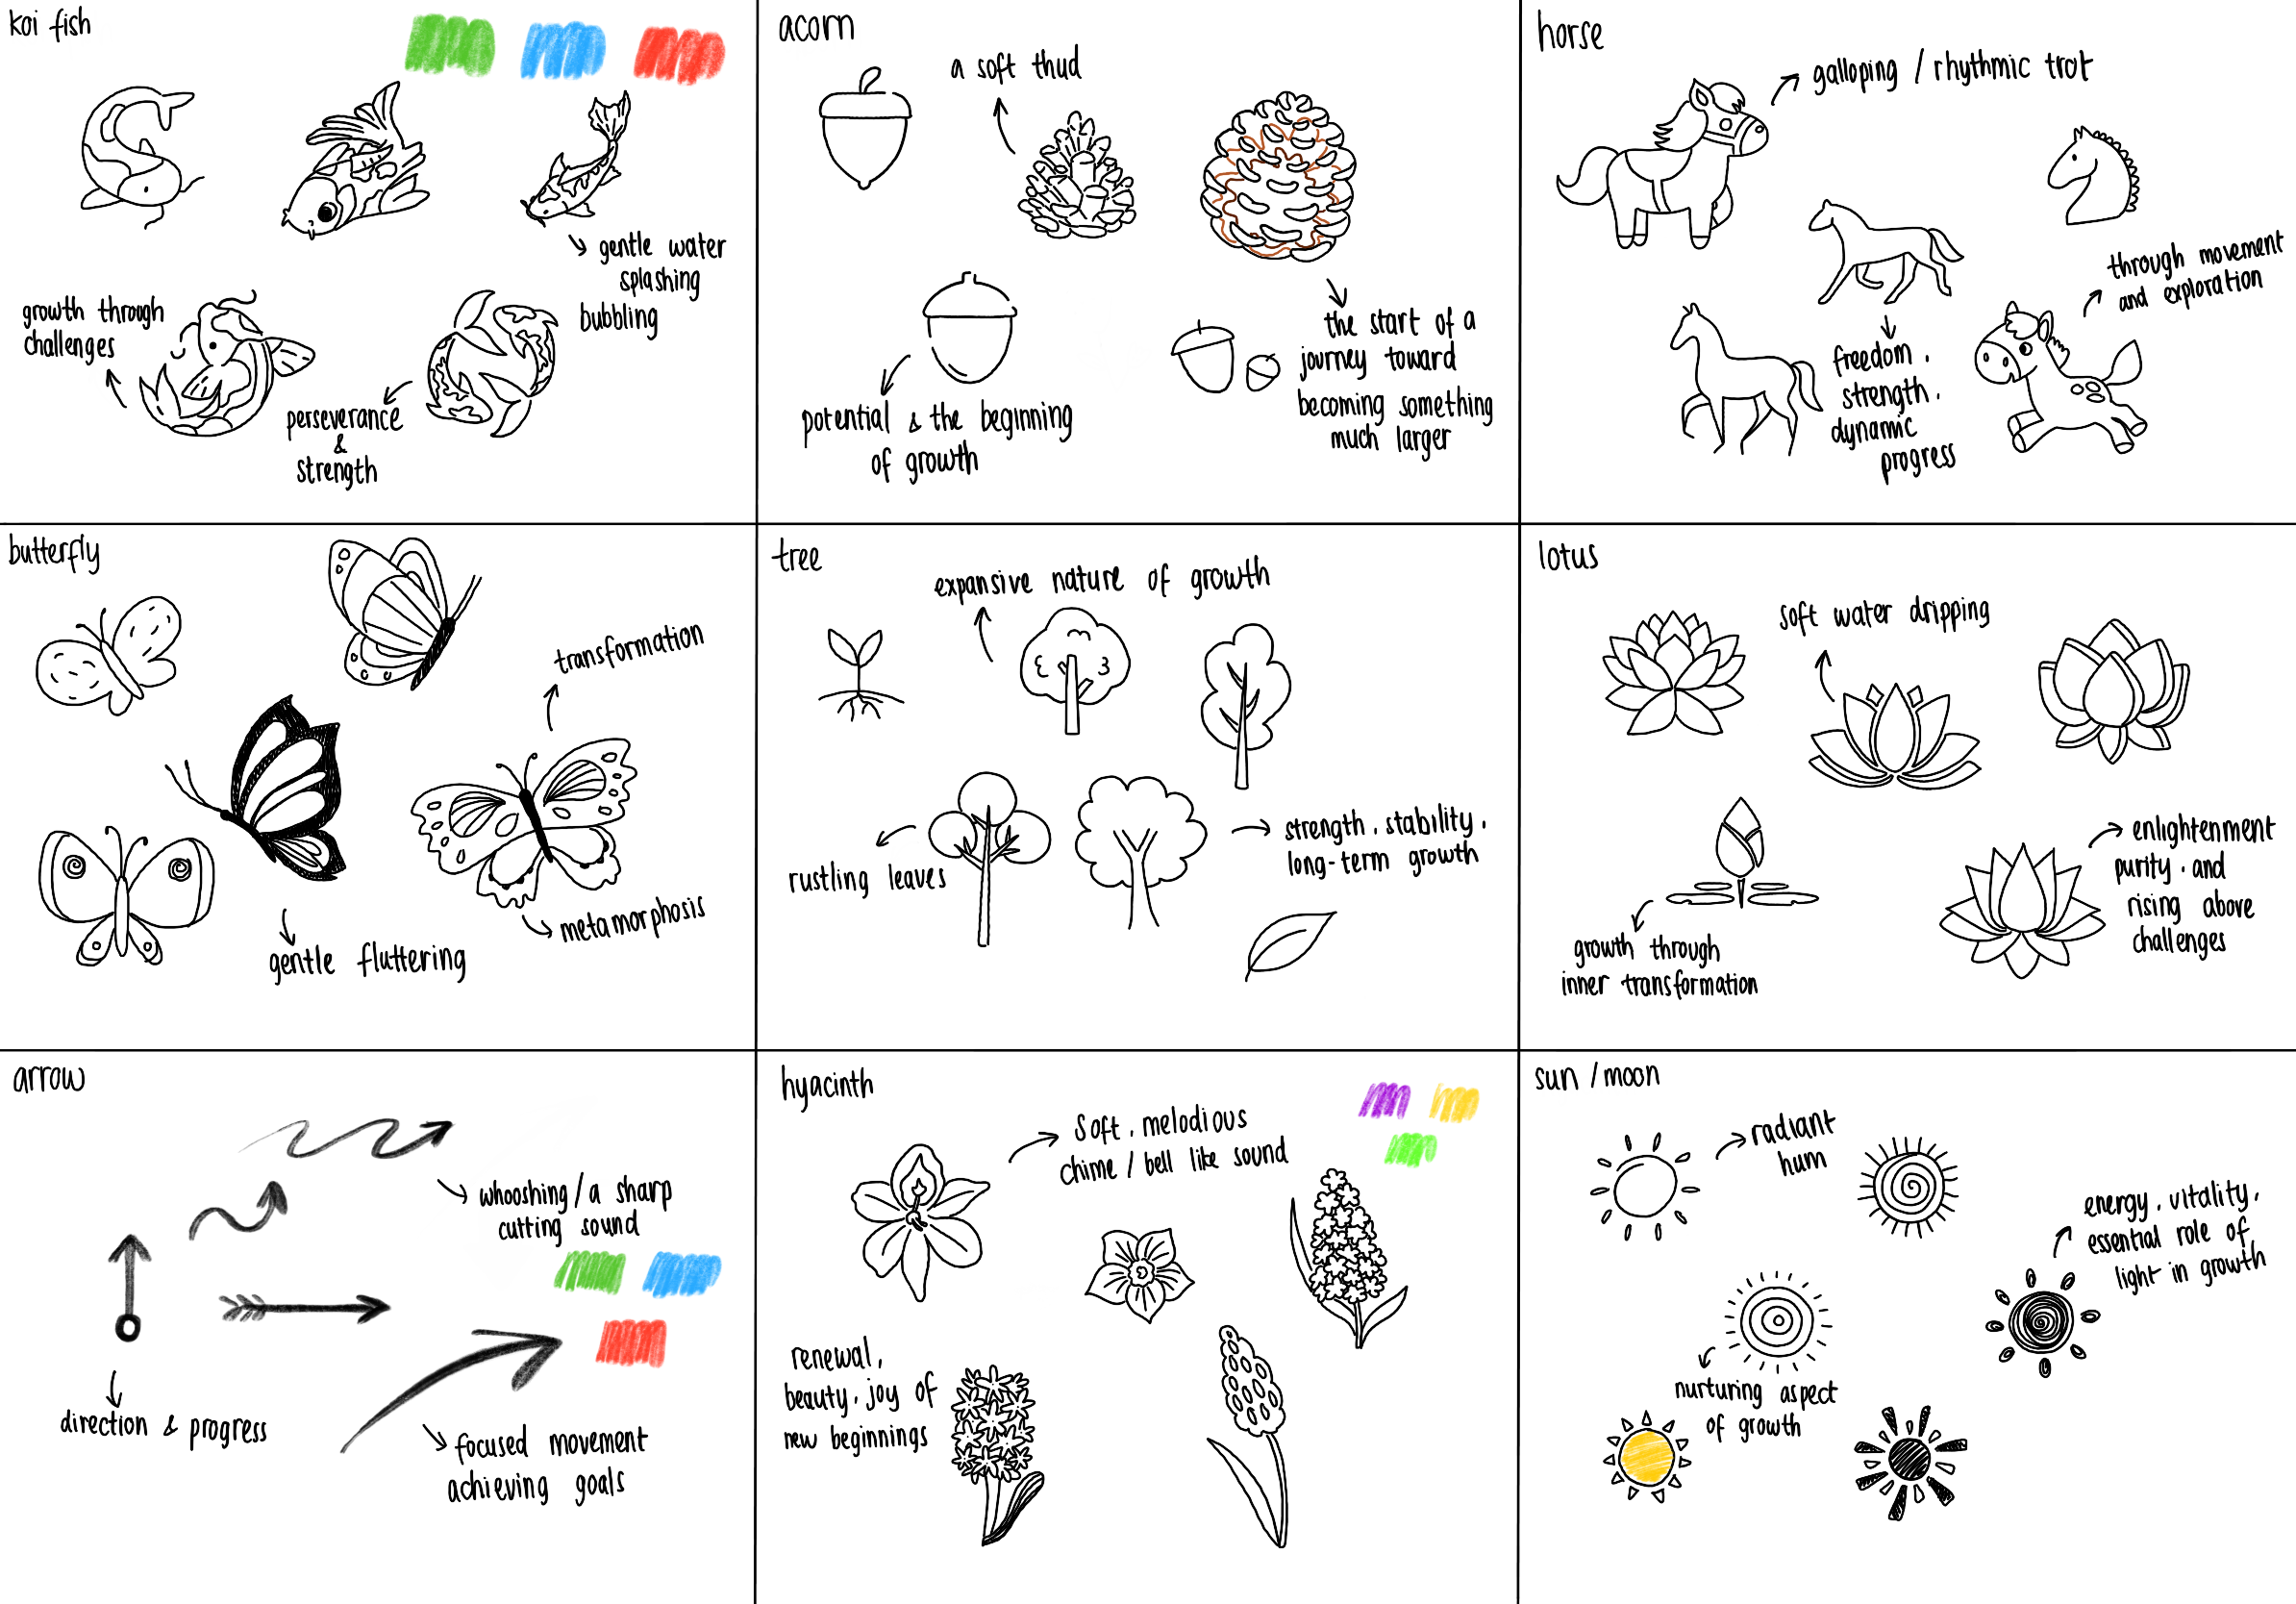 koi fish
gentle water
splashing
bubbling
growth through
challenges
perseverance
&
strength
acorn
a soft thud
potential & the beginning
of growth
the start of a
journey toward
becoming something
much larger
horse
galloping / rhythmic trot
through movement
and exploration
freedom,
strength,
dynamic
progress
butterfly
transformation
metamorphosis
gentle fluttering
tree
expansive nature of growth
rustling leaves
strength, stability,
long-term growth
lotus
soft water dripping
growth through
inner transformation
enlightenment
purity, and
rising above
challenges
arrow
whooshing / a sharp
cutting sound
direction & progress
focused movement
achieving goals
hyacinth
Soft, melodious
chime / bell like sound
renewal,
beauty, joy of
new beginnings
sun / moon
radiant
hum
energy, vitality,
essential role of
light in growth
nurturing aspect
of growth